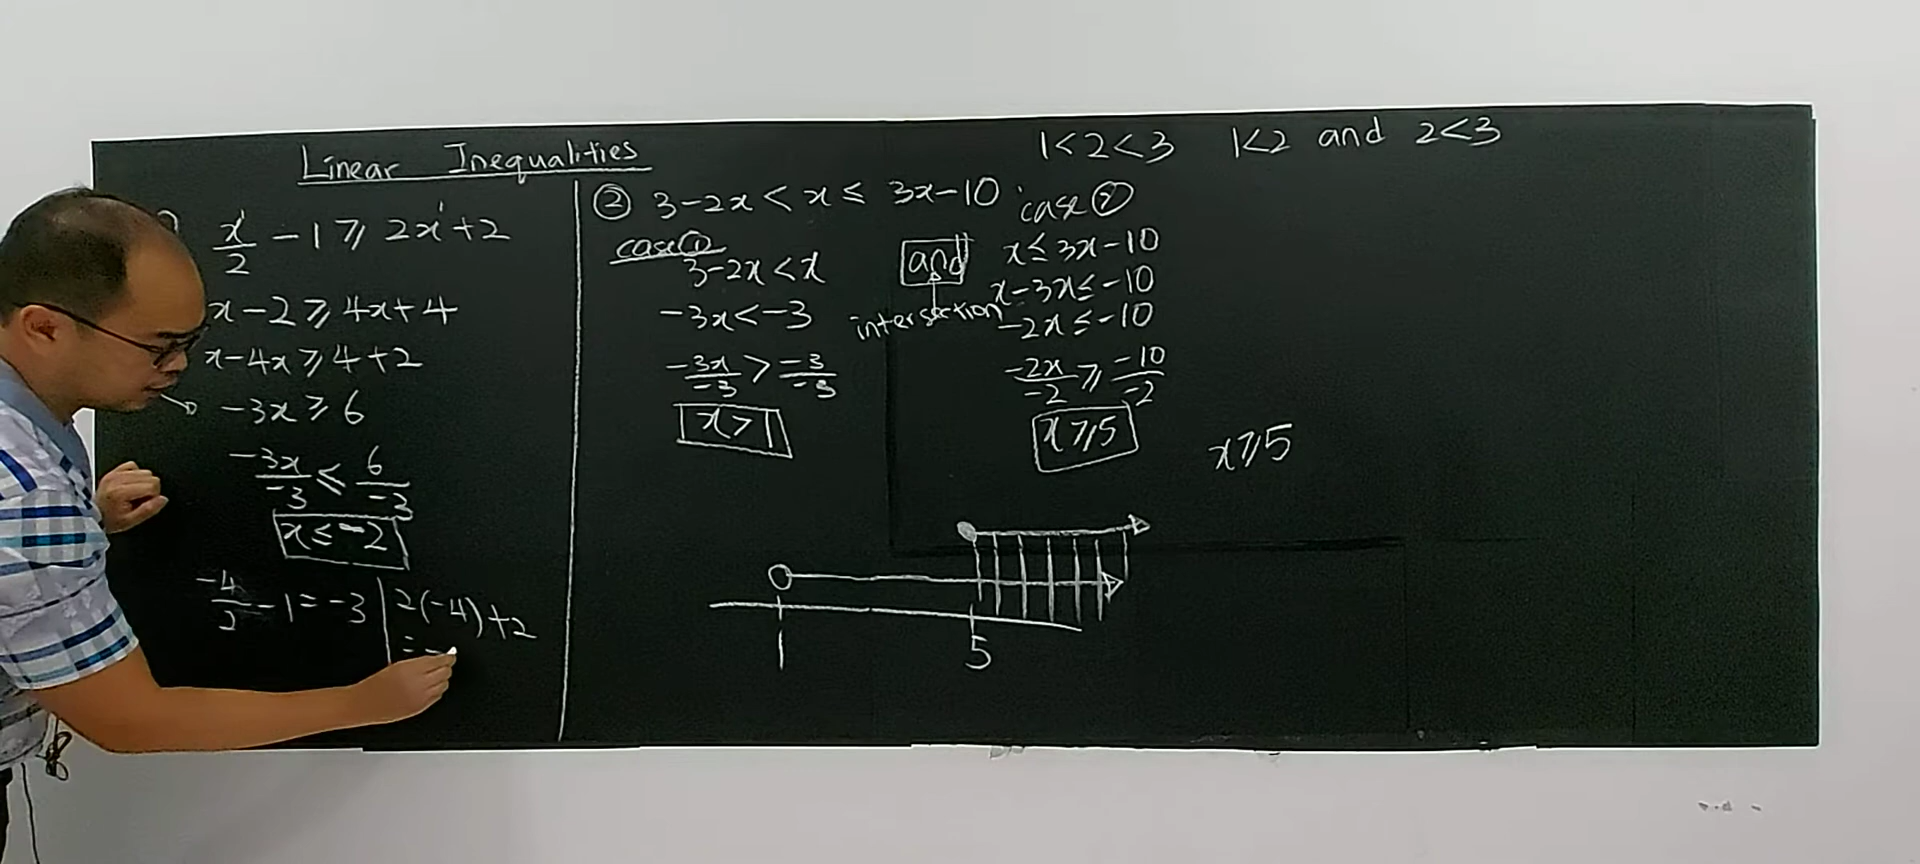 Linear Inequalities
x/2 - 1 ⩾ 2x + 2
x - 2 ⩾ 4x + 4
x - 4x ⩾ 4 + 2
-3x ⩾ 6
-3x/-3 ≤ 6/-3
x ≤ -2
-4/2 - 1 = -3 | 2(-4) + 2
= -
1<2<3 1<2 and 2<3
② 3-2x < x ≤ 3x-10
case ①
3-2x < x
-3x < -3
-3x/-3 > -3/-3
x > 1
and
intersection
case ②
x ≤ 3x-10
x-3x ≤ -10
-2x ≤ -10
-2x/-2 ⩾ -10/-2
x ⩾ 5
x ⩾ 5
1 5